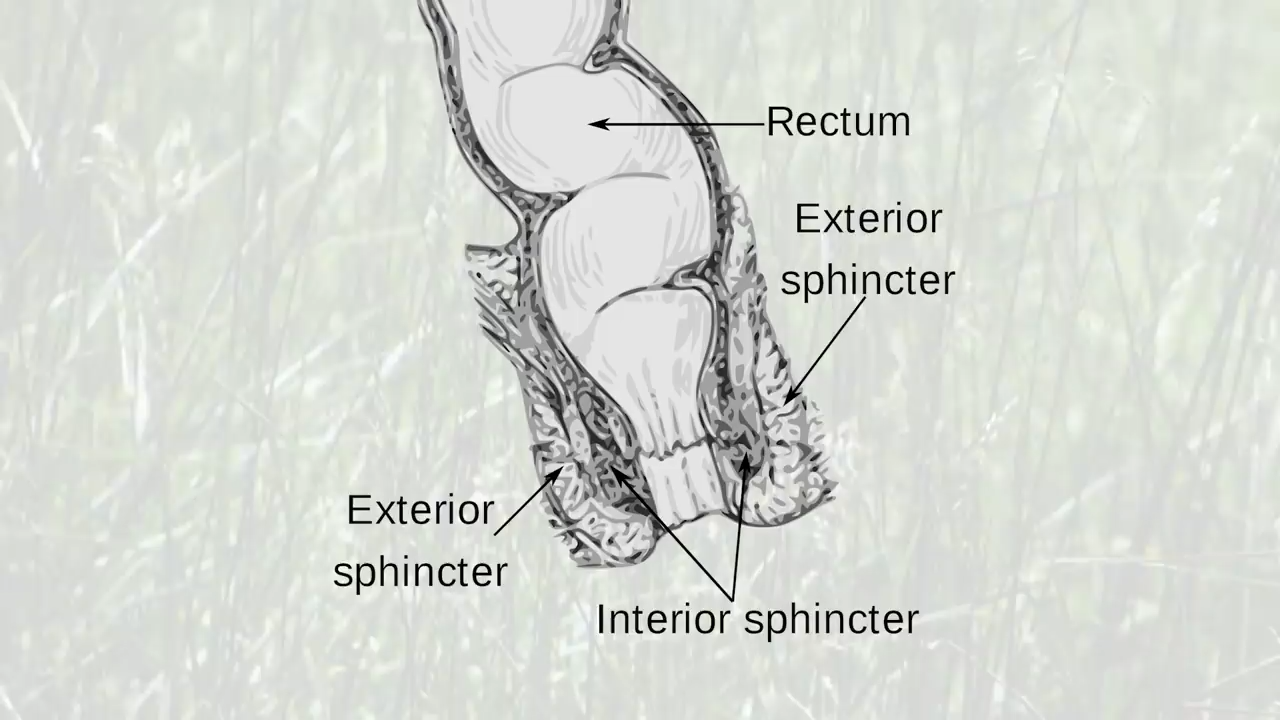 Rectum
Exterior
sphincter
Exterior
sphincter
Interior sphincter